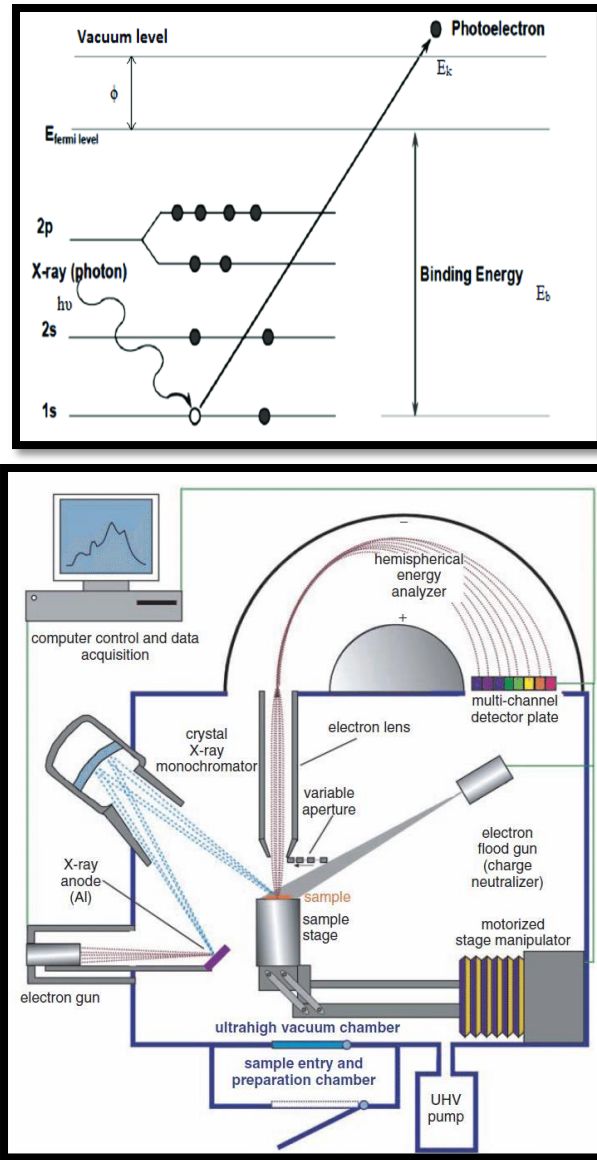 Vacuum level
Photoelectron
E_k
ϕ
E_fermi level
2p
X-ray (photon)
hυ
Binding Energy
E_b
2s
1s
−
hemispherical
energy
analyzer
+
computer control and data
acquisition
multi-channel
detector plate
crystal
X-ray
monochromator
electron lens
variable
aperture
electron
flood gun
(charge
neutralizer)
X-ray
anode
(Al)
sample
sample
stage
motorized
stage manipulator
electron gun
ultrahigh vacuum chamber
sample entry and
preparation chamber
UHV
pump